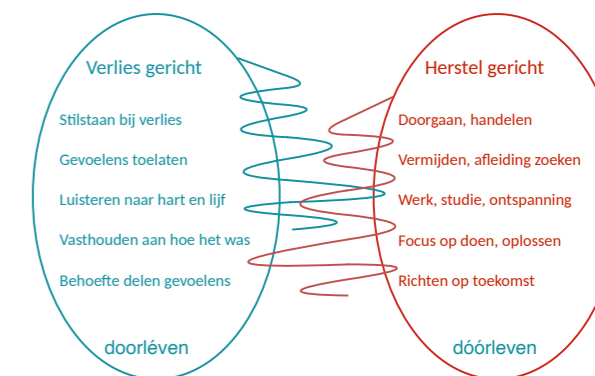 Verlies gericht
Stilstaan bij verlies
Gevoelens toelaten
Luisteren naar hart en lijf
Vasthouden aan hoe het was
Behoefte delen gevoelens
doorléven
Herstel gericht
Doorgaan, handelen
Vermijden, afleiding zoeken
Werk, studie, ontspanning
Focus op doen, oplossen
Richten op toekomst
dóórleven